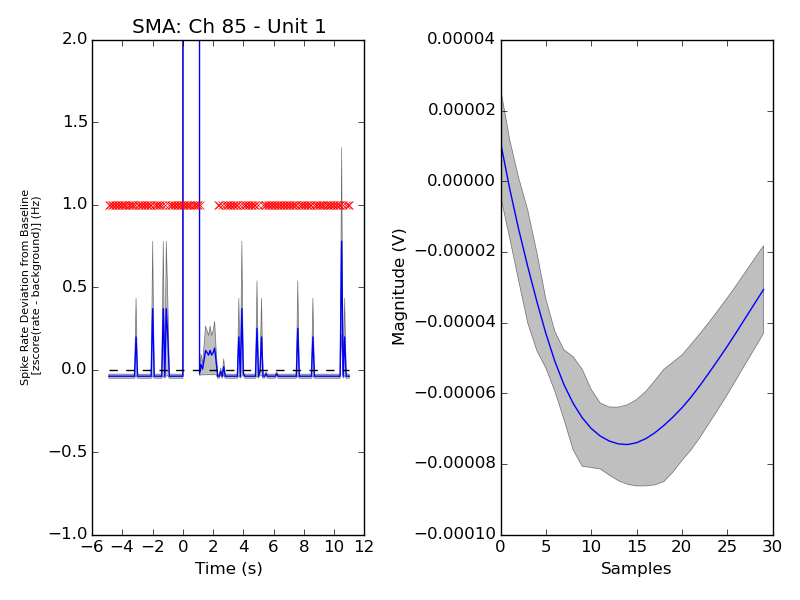 SMA: Ch 85 - Unit 1
2.0
1.5
1.0
0.5
0.0
−0.5
−1.0
−6 −4 −2 0 2 4 6 8 10 12
Time (s)
Spike Rate Deviation from Baseline
[zscore(rate - background)] (Hz)
0.00004
0.00002
0.00000
−0.00002
−0.00004
−0.00006
−0.00008
−0.00010
0 5 10 15 20 25 30
Samples
Magnitude (V)